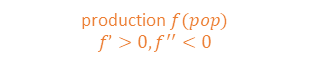 production f(pop)
f' > 0, f'' < 0